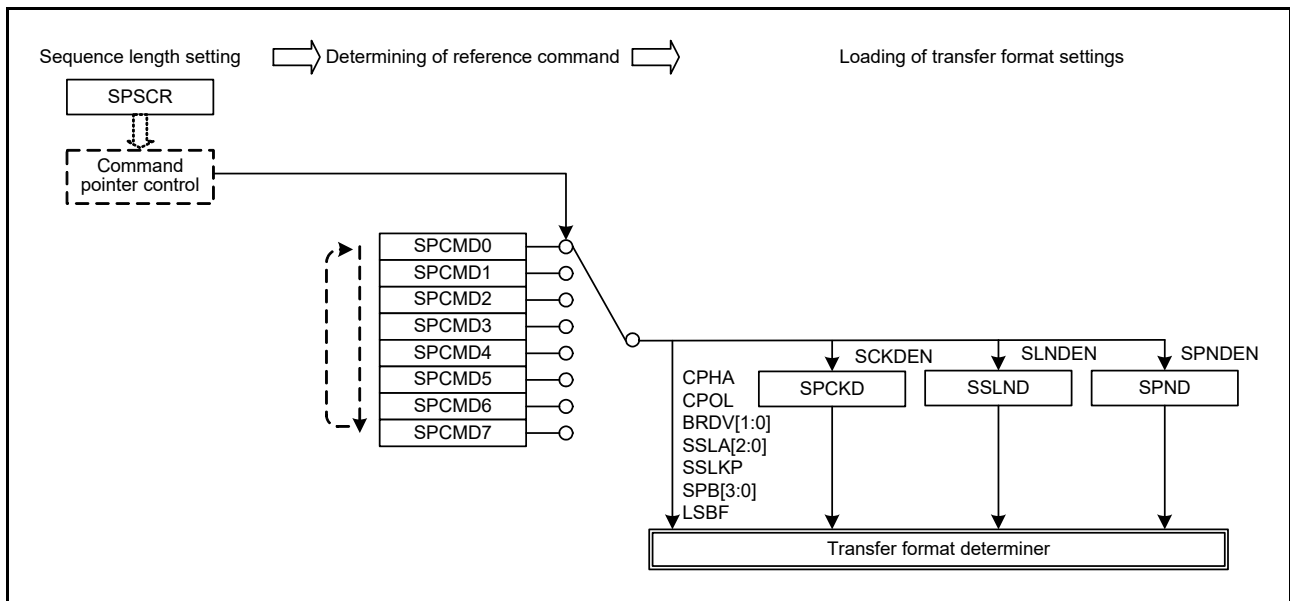 Sequence length setting
Determining of reference command
Loading of transfer format settings
SPSCR
Command
pointer control
SPCMD0
SPCMD1
SPCMD2
SPCMD3
SPCMD4
SPCMD5
SPCMD6
SPCMD7
SCKDEN
SLNDEN
SPNDEN
CPHA
CPOL
BRDV[1:0]
SSLA[2:0]
SSLKP
SPB[3:0]
LSBF
SPCKD
SSLND
SPND
Transfer format determiner